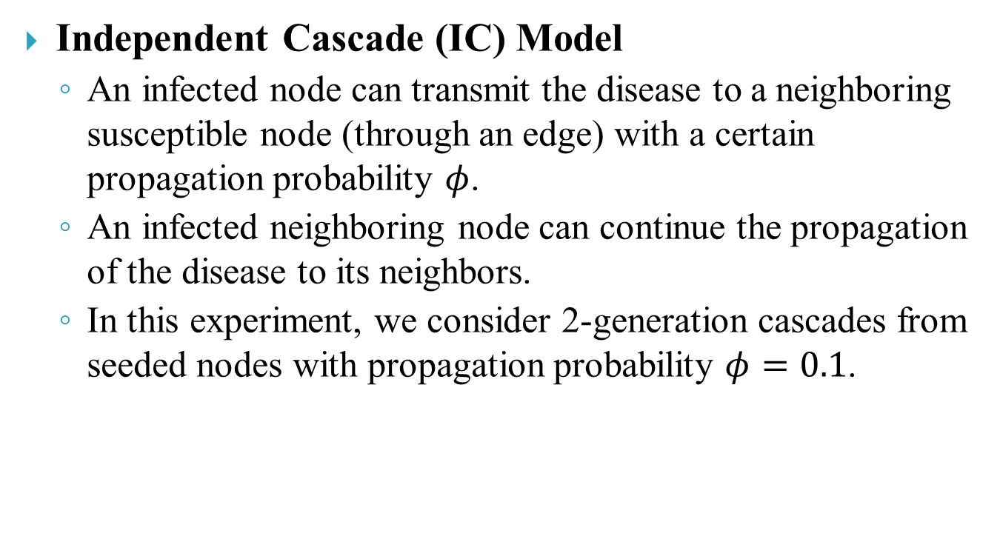 Independent Cascade (IC) Model
An infected node can transmit the disease to a neighboring
susceptible node (through an edge) with a certain
propagation probability 𝜙.
An infected neighboring node can continue the propagation
of the disease to its neighbors.
In this experiment, we consider 2-generation cascades from
seeded nodes with propagation probability 𝜙 = 0.1.